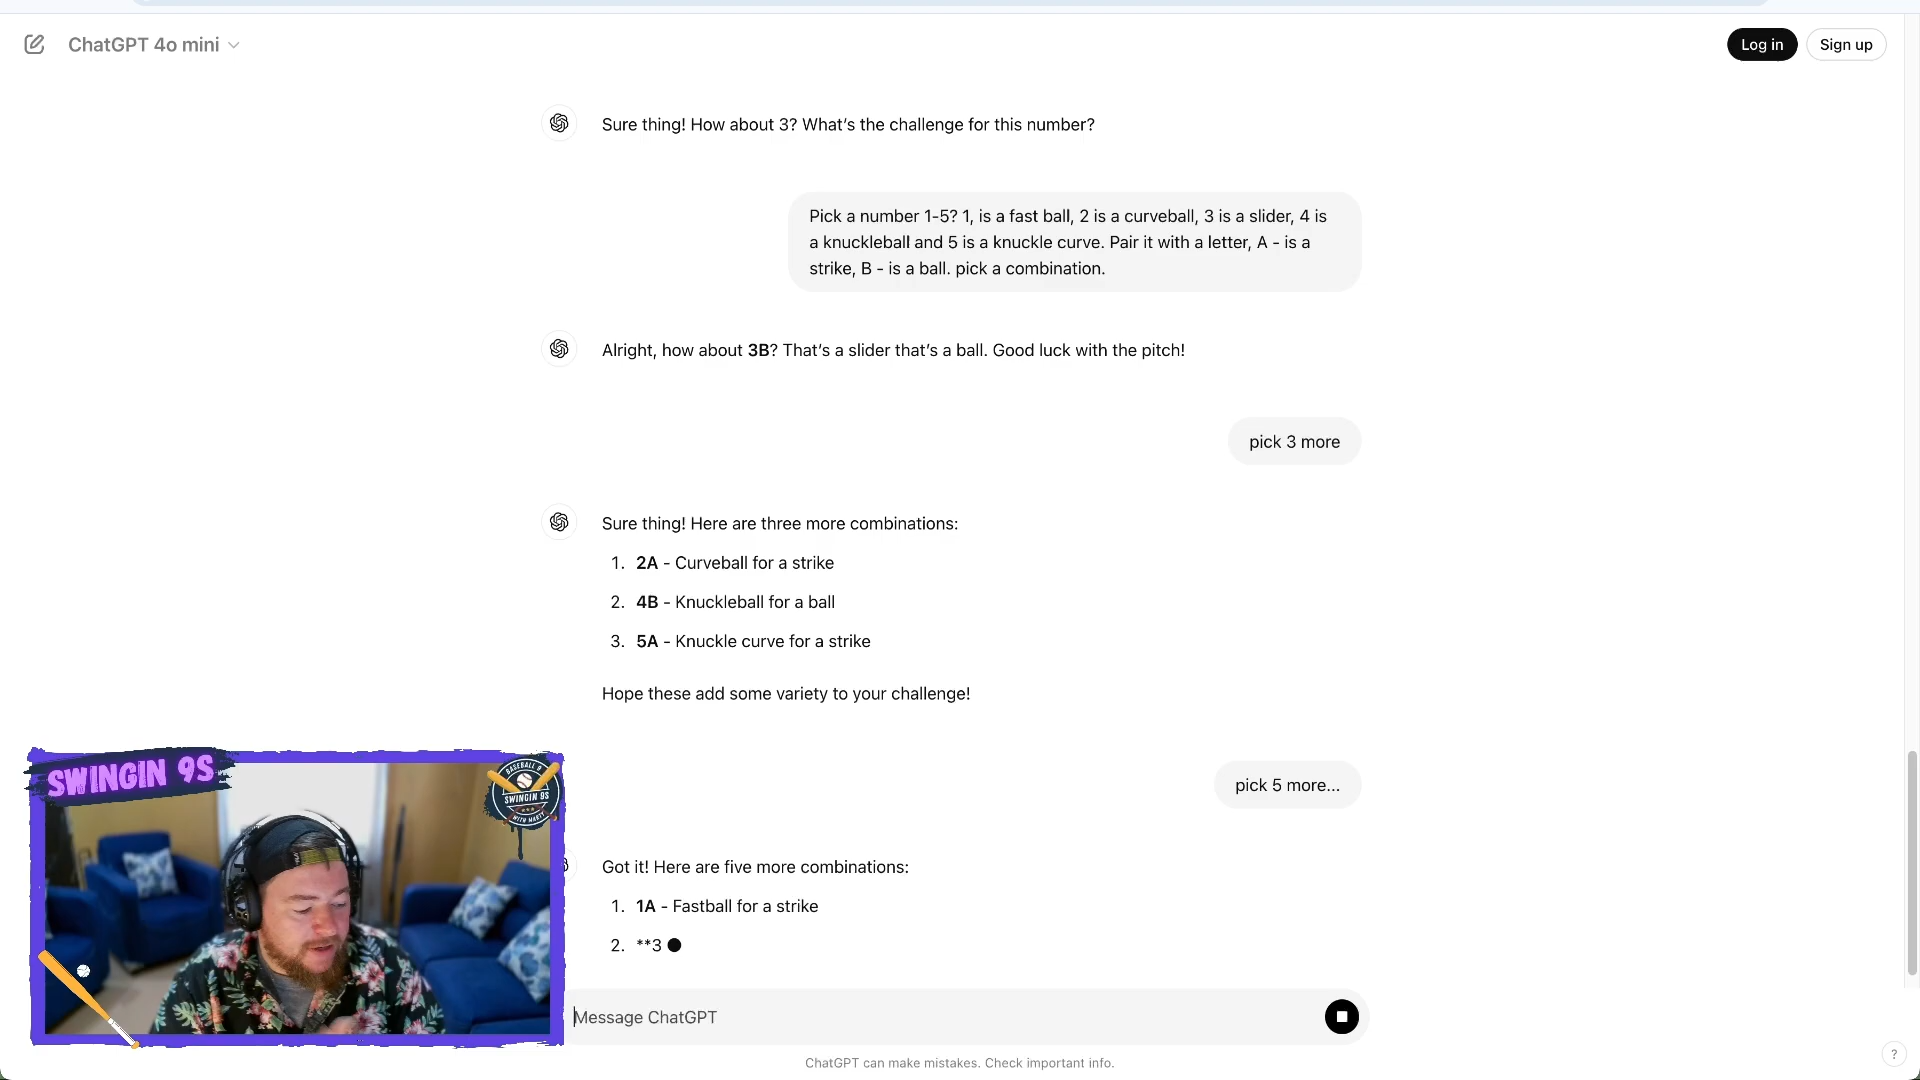 ChatGPT 4o mini
Log in
Sign up
Sure thing! How about 3? What's the challenge for this number?
Pick a number 1-5? 1, is a fast ball, 2 is a curveball, 3 is a slider, 4 is
a knuckleball and 5 is a knuckle curve. Pair it with a letter, A - is a
strike, B - is a ball. pick a combination.
Alright, how about 3B? That's a slider that's a ball. Good luck with the pitch!
pick 3 more
Sure thing! Here are three more combinations:
1. 2A - Curveball for a strike
2. 4B - Knuckleball for a ball
3. 5A - Knuckle curve for a strike
Hope these add some variety to your challenge!
pick 5 more...
Got it! Here are five more combinations:
1. 1A - Fastball for a strike
2. **3
SWINGIN 9S
BASEBALL 9
SWINGIN 9S
WITH MARTY
Message ChatGPT
ChatGPT can make mistakes. Check important info.
?